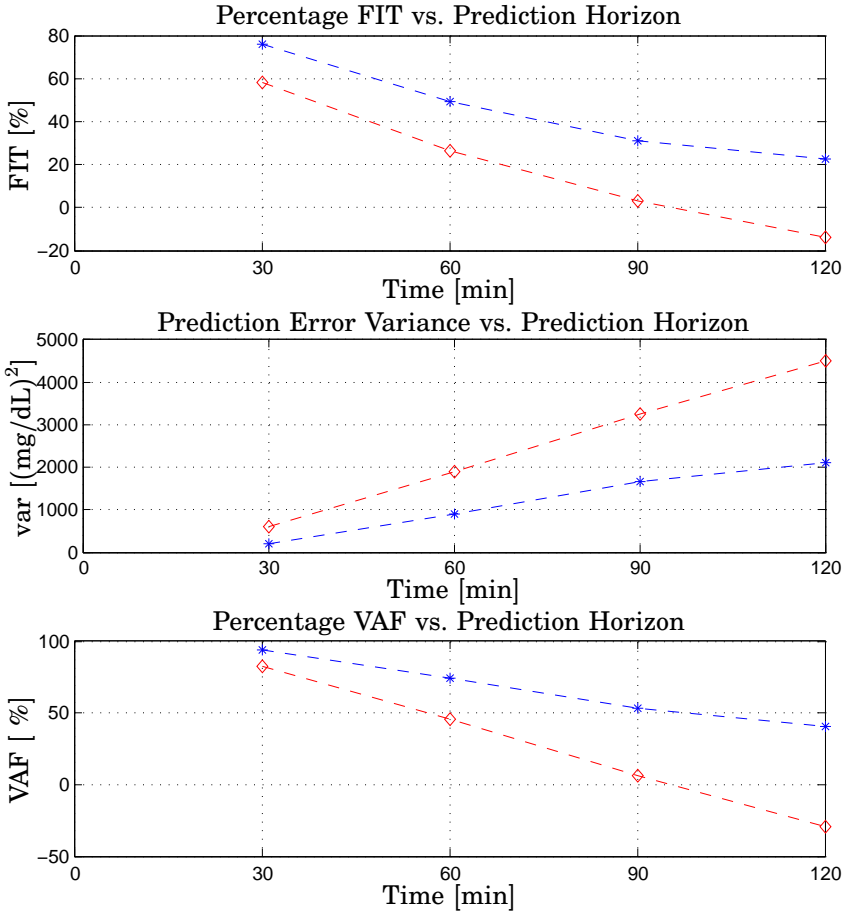 Percentage FIT vs. Prediction Horizon
FIT [%]
80
60
40
20
0
−20
0 30 60 90 120
Time [min]
Prediction Error Variance vs. Prediction Horizon
var [(mg/dL)²]
5000
4000
3000
2000
1000
0
0 30 60 90 120
Time [min]
Percentage VAF vs. Prediction Horizon
VAF [ %]
100
50
0
−50
0 30 60 90 120
Time [min]